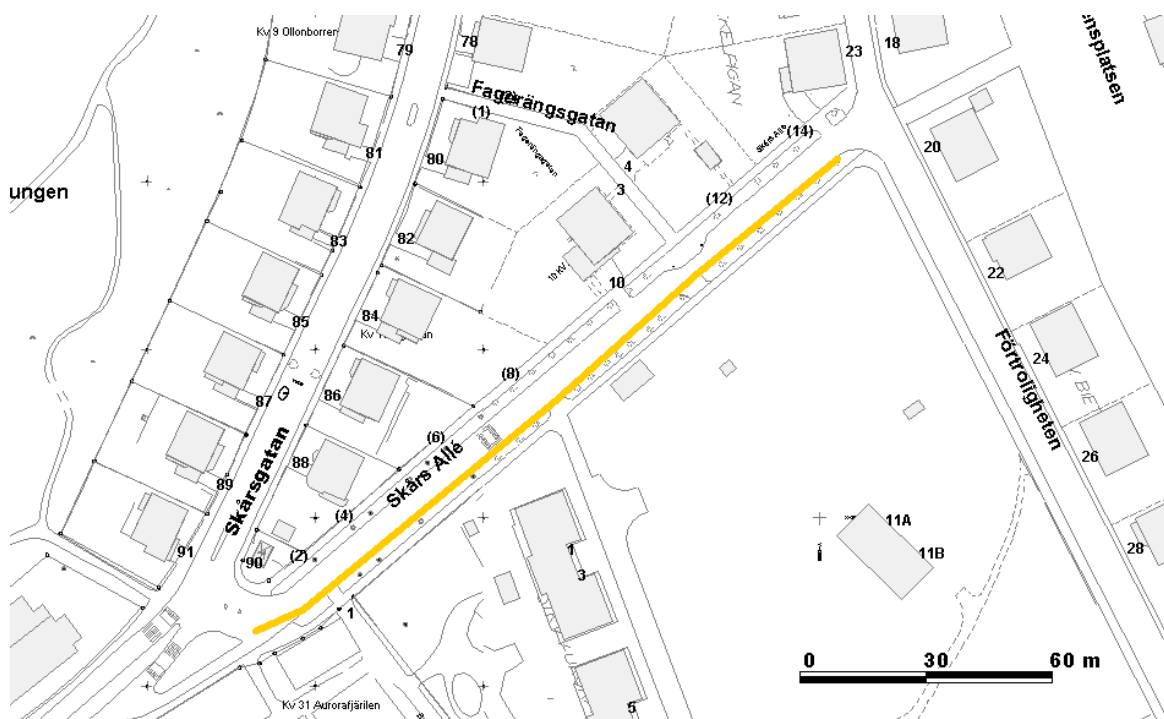 Kv 9 Ollonborren
79
78
23
18
ensplatsen
Fagerängsgatan
(1)
81
80
Fagerängsgatan
4
3
Skårs Allé
(14)
20
ungen
(12)
83
82
22
10
85
84
24
Förtroligheten
87
86
(8)
26
89
88
(6)
Skårs Allé
Skårsgatan
(4)
91
90
(2)
1
3
11A
11B
28
1
5
Kv 31 Aurorafjärilen
0 30 60 m